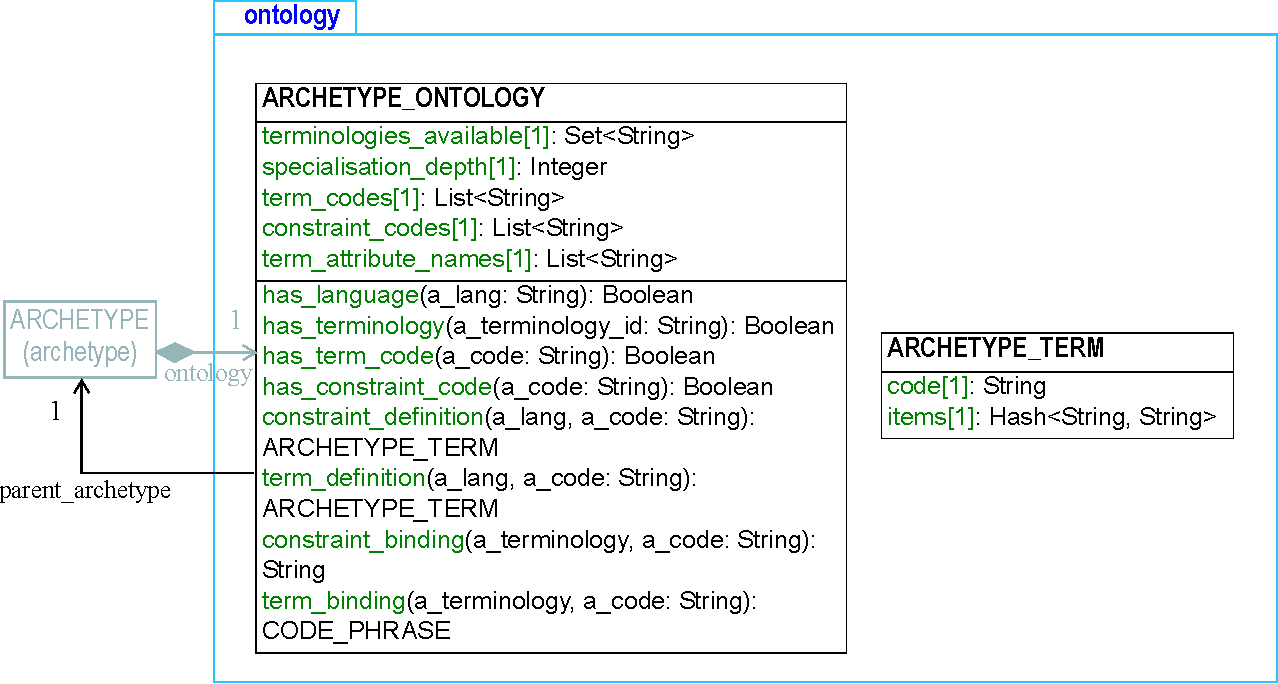 ontology
ARCHETYPE_ONTOLOGY
terminologies_available[1]: Set<String>
specialisation_depth[1]: Integer
term_codes[1]: List<String>
constraint_codes[1]: List<String>
term_attribute_names[1]: List<String>
has_language(a_lang: String): Boolean
has_terminology(a_terminology_id: String): Boolean
has_term_code(a_code: String): Boolean
has_constraint_code(a_code: String): Boolean
constraint_definition(a_lang, a_code: String):
ARCHETYPE_TERM
term_definition(a_lang, a_code: String):
ARCHETYPE_TERM
constraint_binding(a_terminology, a_code: String):
String
term_binding(a_terminology, a_code: String):
CODE_PHRASE
ARCHETYPE
(archetype)
1
ontology
1
parent_archetype
ARCHETYPE_TERM
code[1]: String
items[1]: Hash<String, String>